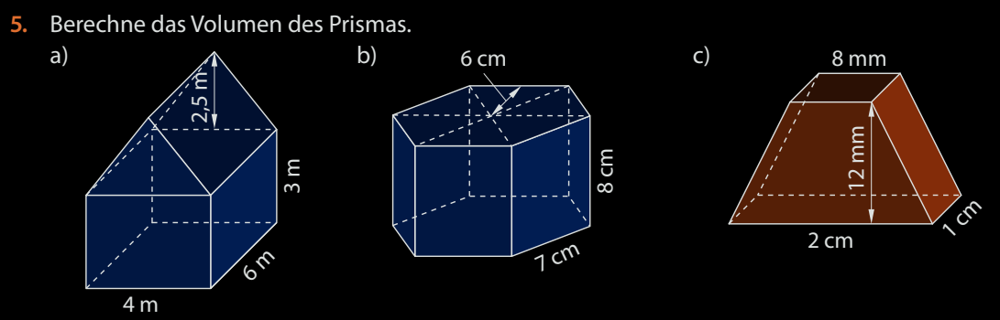 5. Berechne das Volumen des Prismas.
a)
2,5 m
3 m
6 m
4 m
b)
6 cm
8 cm
7 cm
c)
8 mm
12 mm
2 cm
1 cm